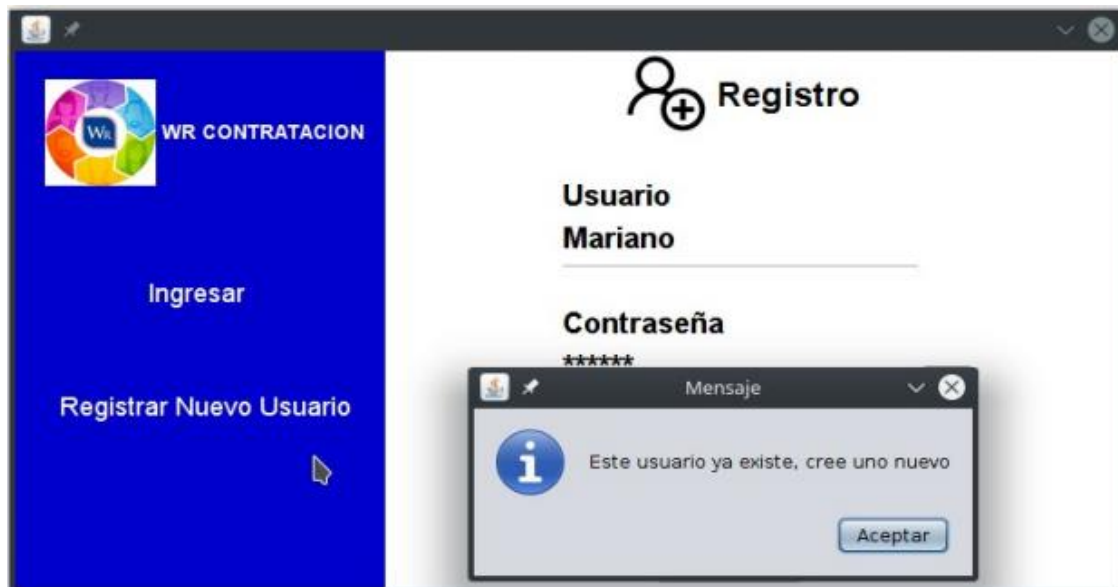 WR
WR CONTRATACION
Ingresar
Registrar Nuevo Usuario
Registro
Usuario
Mariano
Contraseña
******
Mensaje
Este usuario ya existe, cree uno nuevo
Aceptar